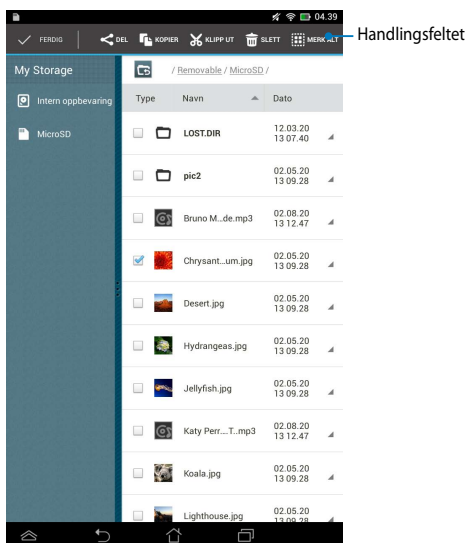 04.39
FERDIG DEL KOPIER KLIPP UT SLETT MERK ALT
Handlingsfeltet
My Storage
/ Removable / MicroSD /
Intern oppbevaring
MicroSD
Type Navn Dato
LOST.DIR 12.03.20
13 07.40
pic2 02.05.20
13 09.28
Bruno M...de.mp3 02.08.20
13 12.47
Chrysant...um.jpg 02.05.20
13 09.28
Desert.jpg 02.05.20
13 09.28
Hydrangeas.jpg 02.05.20
13 09.28
Jellyfish.jpg 02.05.20
13 09.28
Katy Perr....T..mp3 02.08.20
13 12.47
Koala.jpg 02.05.20
13 09.28
Lighthouse.jpg 02.05.20
13 09.28